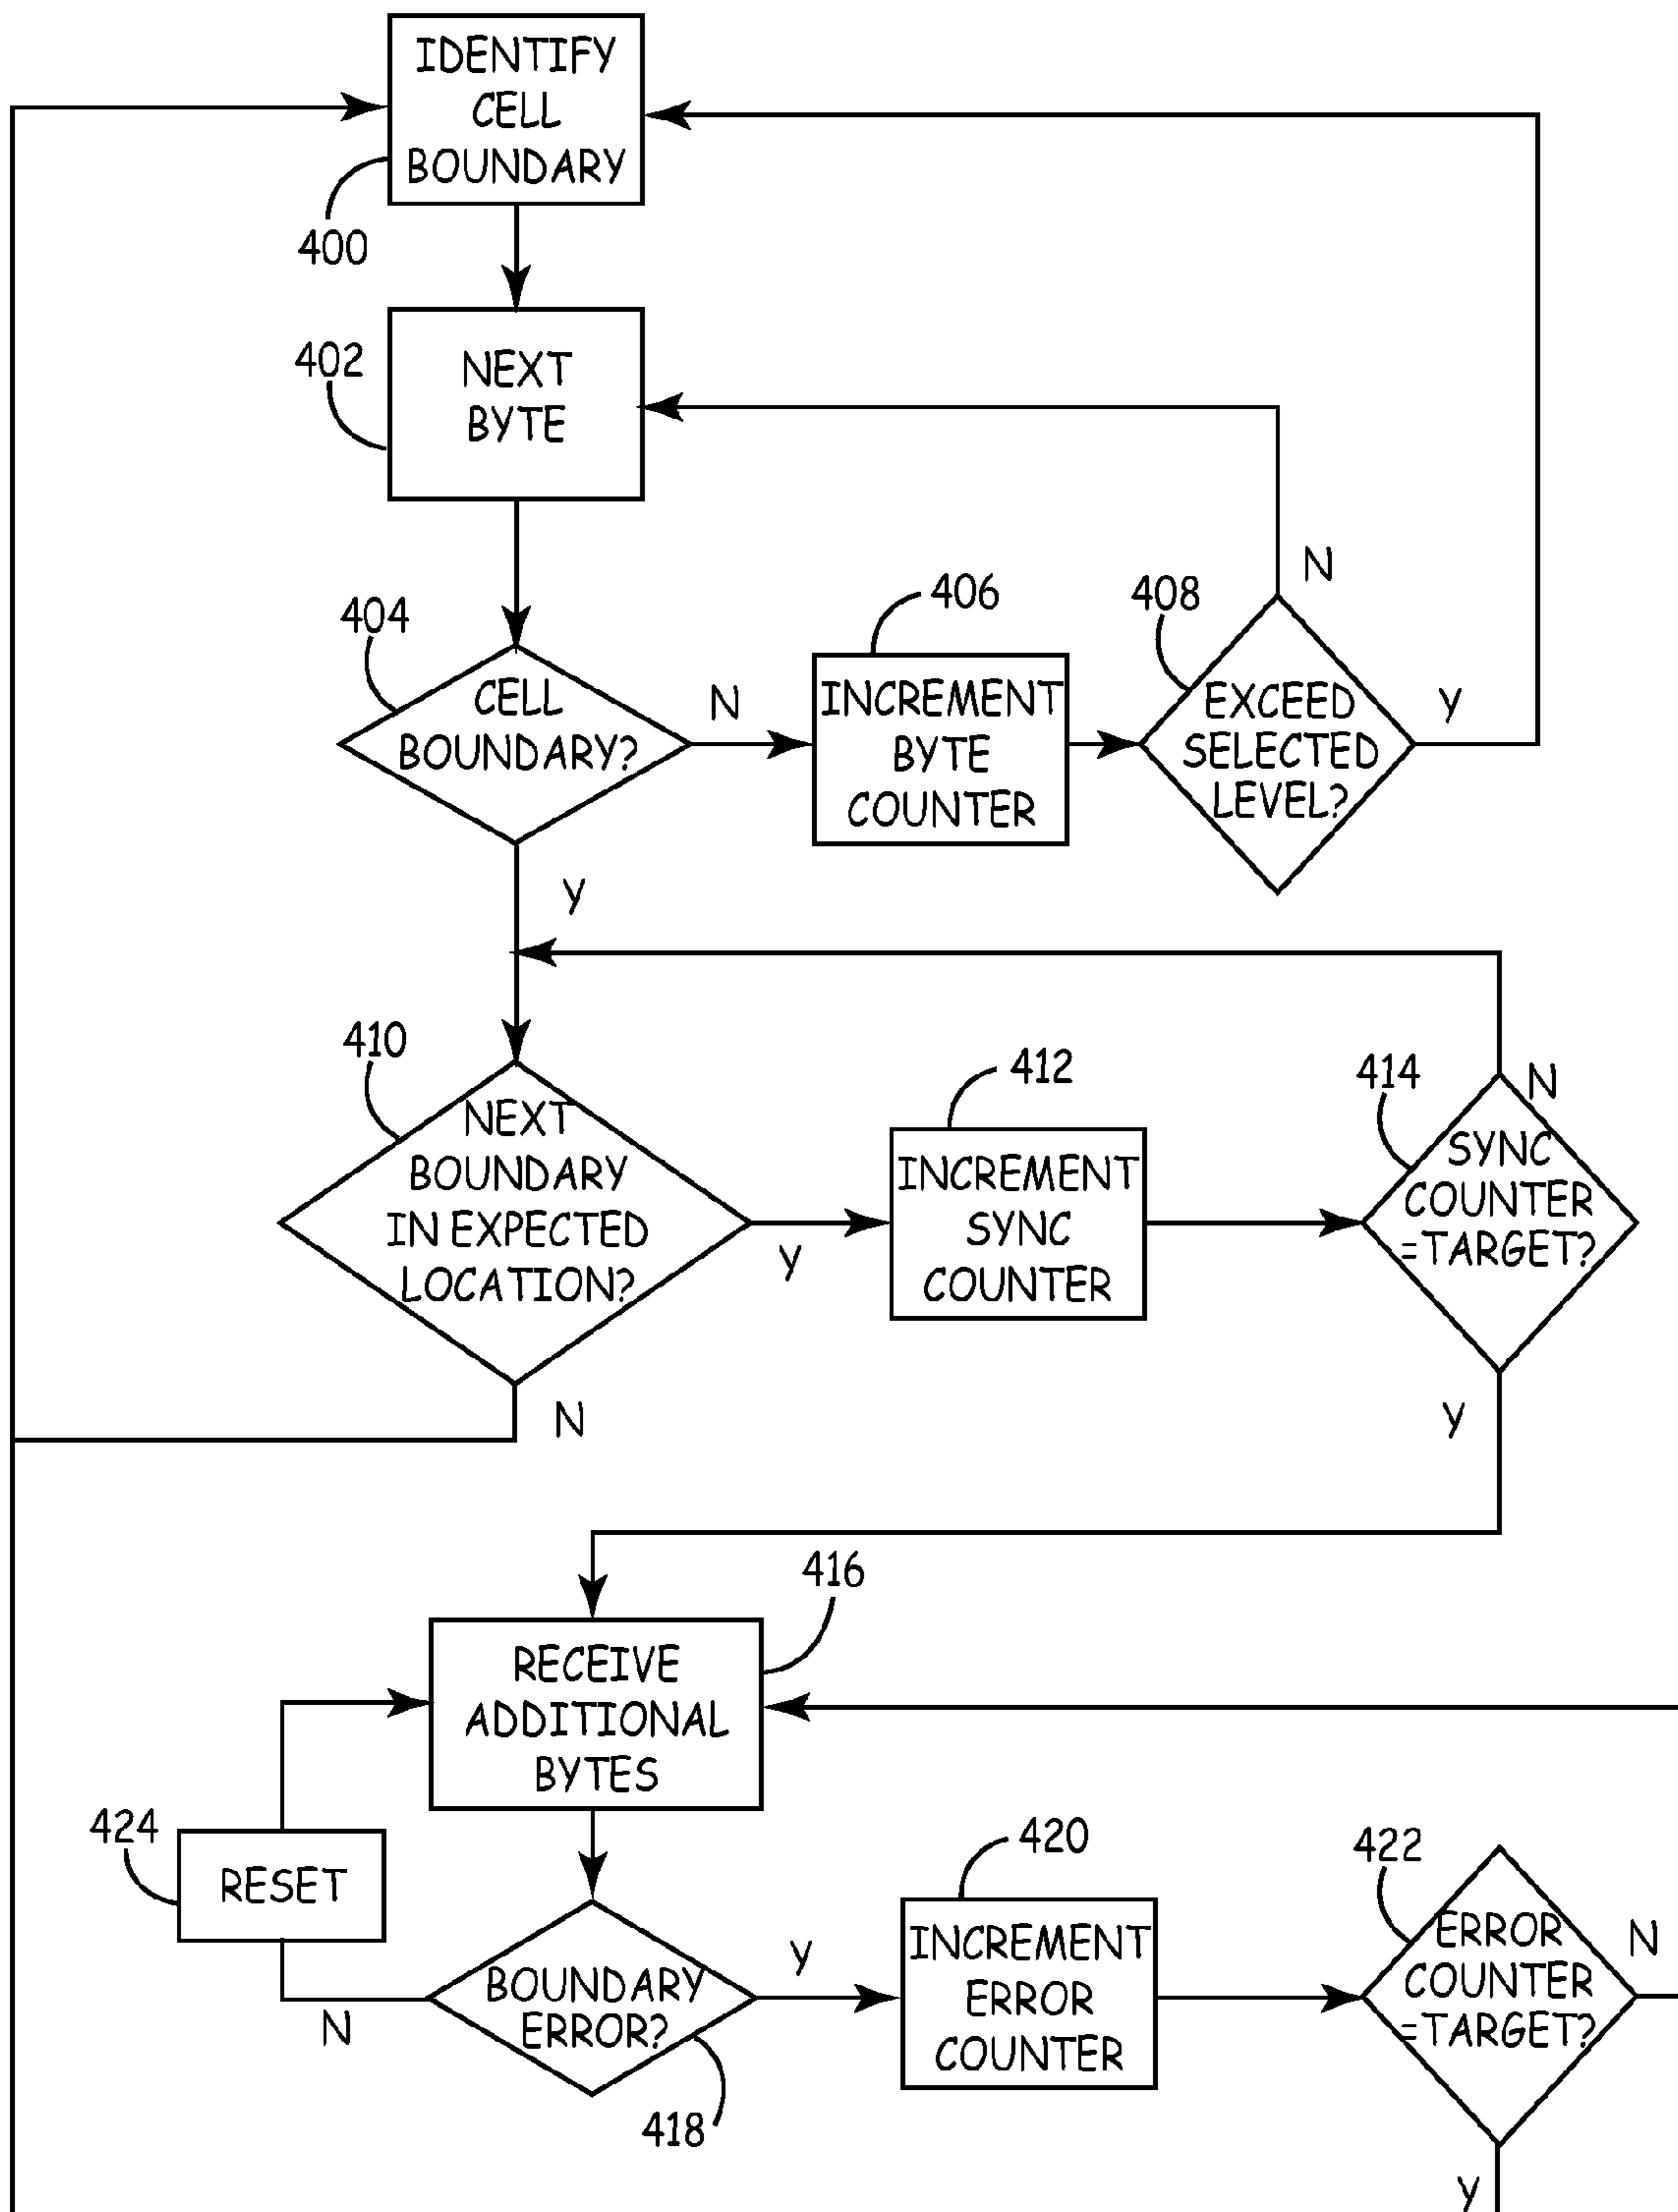 IDENTIFY
CELL
BOUNDARY
400
402
NEXT
BYTE
N
404
406
408
CELL
BOUNDARY?
N
INCREMENT
BYTE
COUNTER
EXCEED
SELECTED
LEVEL?
Y
Y
410
412
414
N
NEXT
BOUNDARY
IN EXPECTED
LOCATION?
Y
INCREMENT
SYNC
COUNTER
SYNC
COUNTER
=TARGET?
N
Y
416
RECEIVE
ADDITIONAL
BYTES
424
RESET
420
422
BOUNDARY
ERROR?
N
Y
INCREMENT
ERROR
COUNTER
ERROR
COUNTER
=TARGET?
N
418
Y